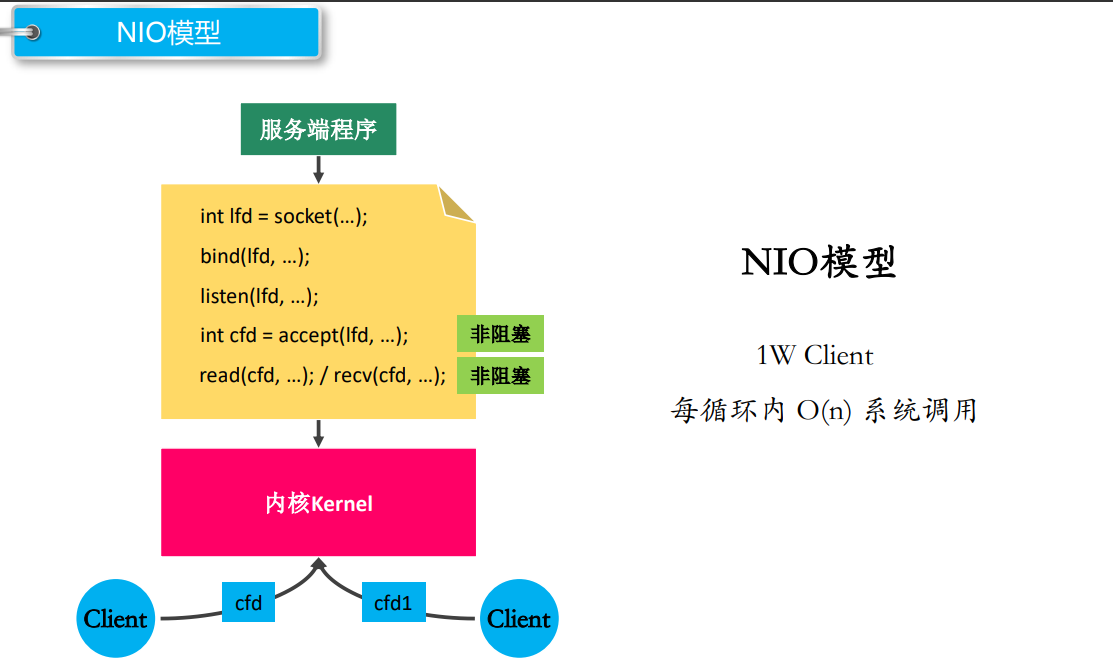 NIO模型
服务端程序
int lfd = socket(…);
bind(lfd, …);
listen(lfd, …);
int cfd = accept(lfd, …);
非阻塞
read(cfd, …); / recv(cfd, …);
非阻塞
内核Kernel
Client
cfd
cfd1
Client
NIO模型
1W Client
每循环内 O(n) 系统调用